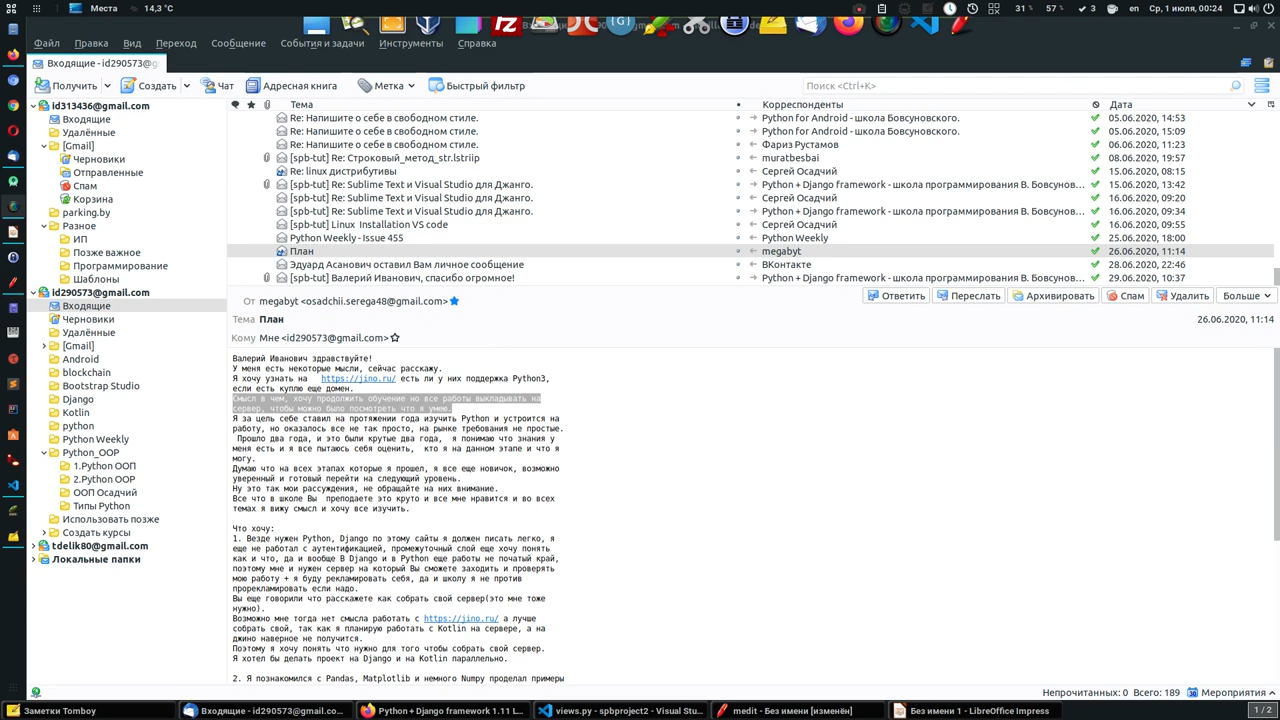 Места
14,3 °C
31 %
57 %
3
en
Ср, 1 июля, 00:24
Файл Правка Вид Переход Сообщение События и задачи Инструменты Справка
Входящие - id290573@g
Получить Создать Чат Адресная книга Метка Быстрый фильтр
Поиск <Ctrl+K>
id313436@gmail.com
Входящие
Удалённые
[Gmail]
Черновики
Отправленные
Спам
Корзина
parking.by
Разное
ИП
Позже важное
Программирование
Шаблоны
id290573@gmail.com
Входящие
Черновики
Удалённые
[Gmail]
Android
blockchain
Bootstrap Studio
Django
Kotlin
python
Python Weekly
Python_OOP
1.Python ООП
2.Python OOP
ООП Осадчий
Типы Python
Использовать позже
Создать курсы
tdelik80@gmail.com
Локальные папки
Тема Корреспонденты Дата
Re: Напишите о себе в свободном стиле. Python for Android - школа Бовсуновского. 05.06.2020, 14:53
Re: Напишите о себе в свободном стиле. Python for Android - школа Бовсуновского. 05.06.2020, 15:09
Re: Напишите о себе в свободном стиле. Фариз Рустамов 06.06.2020, 11:23
[spb-tut] Re: Строковый_метод_str.lstriip muratbesbai 08.06.2020, 19:57
Re: linux дистрибутивы Сергей Осадчий 15.06.2020, 08:15
[spb-tut] Re: Sublime Text и Visual Studio для Джанго. Python + Django framework - школа программирования В. Бовсунов... 15.06.2020, 13:42
[spb-tut] Re: Sublime Text и Visual Studio для Джанго. Сергей Осадчий 16.06.2020, 09:20
[spb-tut] Re: Sublime Text и Visual Studio для Джанго. Python + Django framework - школа программирования В. Бовсунов... 16.06.2020, 09:34
[spb-tut] Linux Installation VS code Сергей Осадчий 16.06.2020, 09:55
Python Weekly - Issue 455 Python Weekly 25.06.2020, 18:00
План megabyt 26.06.2020, 11:14
Эдуард Асанович оставил Вам личное сообщение ВКонтакте 28.06.2020, 22:46
[spb-tut] Валерий Иванович, спасибо огромное! Python + Django framework - школа программирования В. Бовсунов... 29.06.2020, 10:37
От megabyt <osadchii.serega48@gmail.com>
Ответить Переслать Архивировать Спам Удалить Больше
Тема План
26.06.2020, 11:14
Кому Мне <id290573@gmail.com>
Валерий Иванович здравствуйте!
У меня есть некоторые мысли, сейчас расскажу.
Я хочу узнать на https://jino.ru/ есть ли у них поддержка Python3,
если есть куплю еще домен.
Смысл в чем, хочу продолжить обучение но все работы выкладывать на
сервер, чтобы можно было посмотреть что я умею.
Я за цель себе ставил на протяжении года изучить Python и устроится на
работу, но оказалось все не так просто, на рынке требования не простые.
Прошло два года, и это были крутые два года, я понимаю что знания у
меня есть и я все пытаюсь себя оценить, кто я на данном этапе и что я
могу.
Думаю что на всех этапах которые я прошел, я все еще новичок, возможно
уверенный и готовый перейти на следующий уровень.
Ну это так мои рассуждения, не обращайте на них внимание.
Все что в школе Вы преподаете это круто и все мне нравится и во всех
темах я вижу смысл и хочу все изучить.
Что хочу:
1. Везде нужен Python, Django по этому сайты я должен писать легко, я
еще не работал с аутентификацией, промежуточный слой еще хочу понять
как и что, да и вообще В Django и в Python еще работы не початый край,
поэтому мне и нужен сервер на который Вы сможете заходить и проверять
мою работу + я буду рекламировать себя, да и школу я не против
прорекламировать если надо.
Вы еще говорили что расскажете как собрать свой сервер(это мне тоже
нужно).
Возможно мне тогда нет смысла работать с https://jino.ru/ а лучше
собрать свой, так как я планирую работать с Kotlin на сервере, а на
джино наверное не получится.
Поэтому я хочу понять что нужно для того чтобы собрать свой сервер.
Я хотел бы делать проект на Django и на Kotlin параллельно.
2. Я познакомился с Pandas, Matplotlib и немного Numpy проделал примеры
Непрочитанных: 0 Всего: 189 Мероприятия
Заметки Tomboy
Входящие - id290573@gmail.co...
Python + Django framework 1.11 L...
views.py - spbproject2 - Visual Stu...
medit - Без имени [изменён]
Без имени 1 - LibreOffice Impress
1 / 2